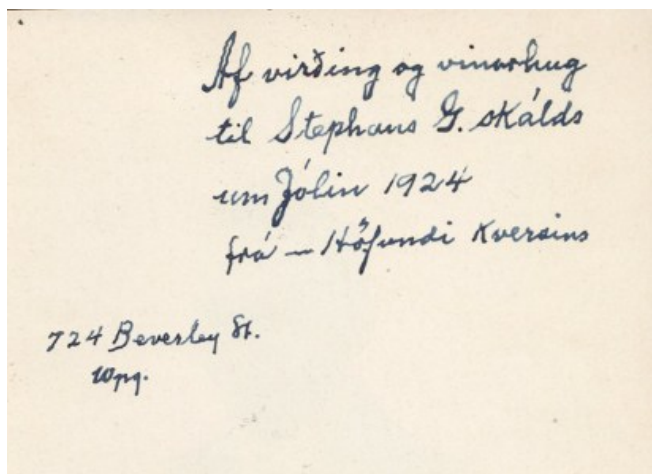 Af virðing og vinarhug
til Stephans G. skálds
um Jólin 1924
frá — Höfundi Kversins
724 Beverley St.
Wpg.